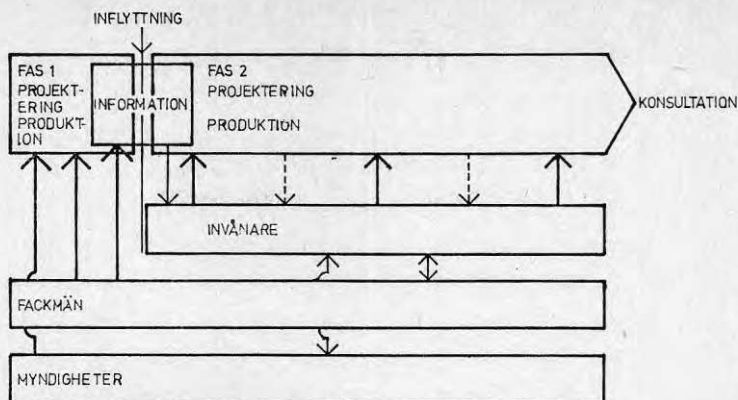 INFLYTTNING
FAS 1
PROJEKT-
ERING
PRODUKT-
ION
INFORMATION
FAS 2
PROJEKTERING
PRODUKTION
KONSULTATION
INVÅNARE
FACKMÄN
MYNDIGHETER